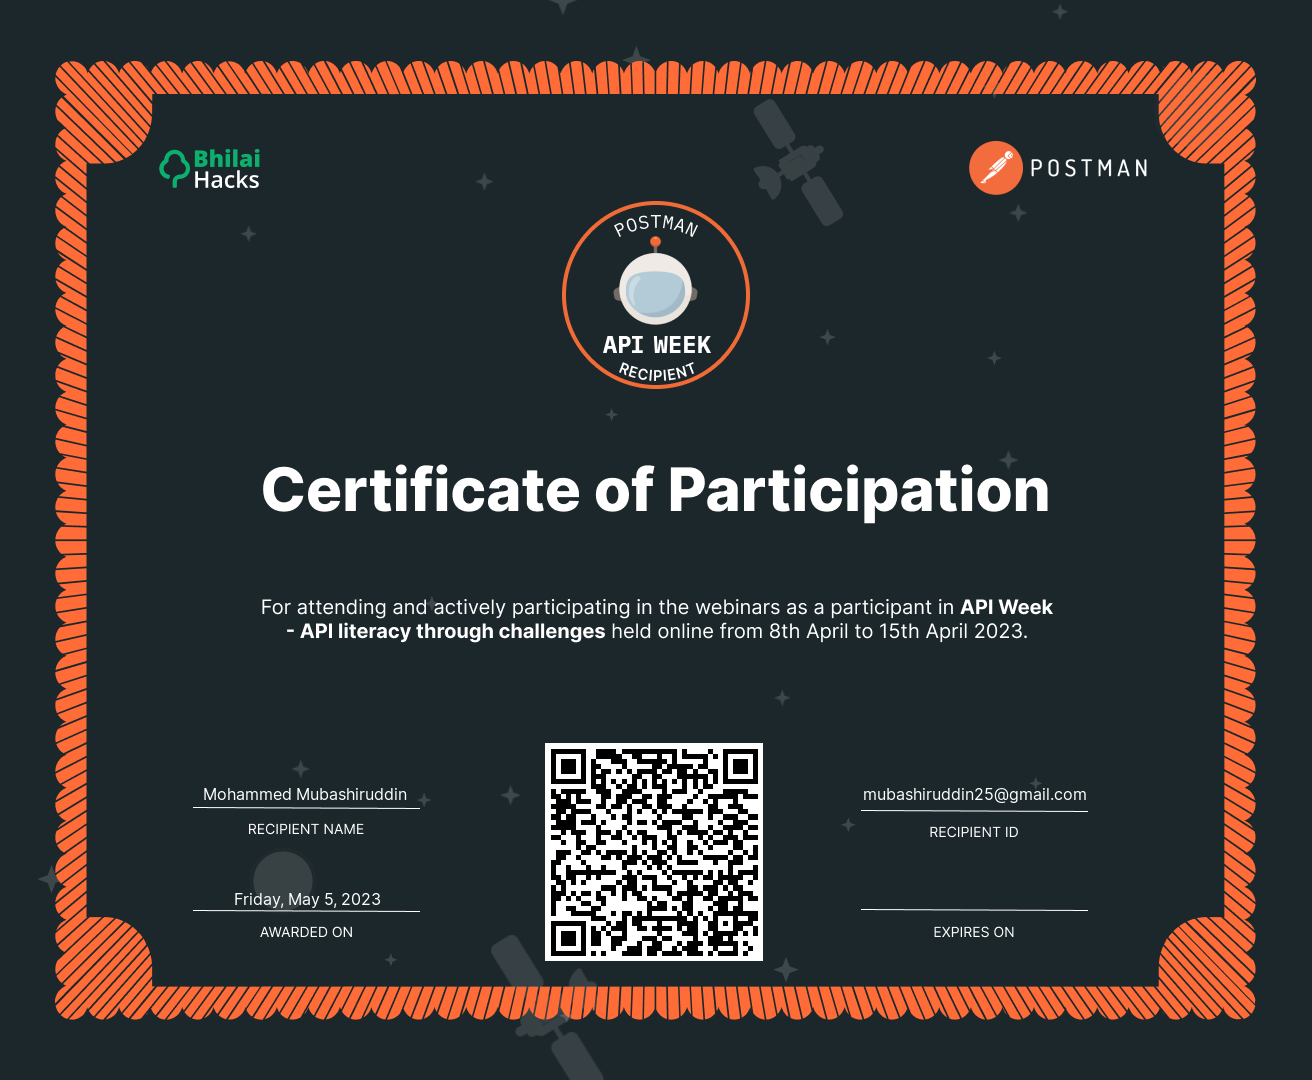 Bhilai
Hacks
POSTMAN
POSTMAN
API WEEK
RECIPIENT
Certificate of Participation
For attending and actively participating in the webinars as a participant in API Week
- API literacy through challenges held online from 8th April to 15th April 2023.
Mohammed Mubashiruddin
RECIPIENT NAME
mubashiruddin25@gmail.com
RECIPIENT ID
Friday, May 5, 2023
AWARDED ON
EXPIRES ON